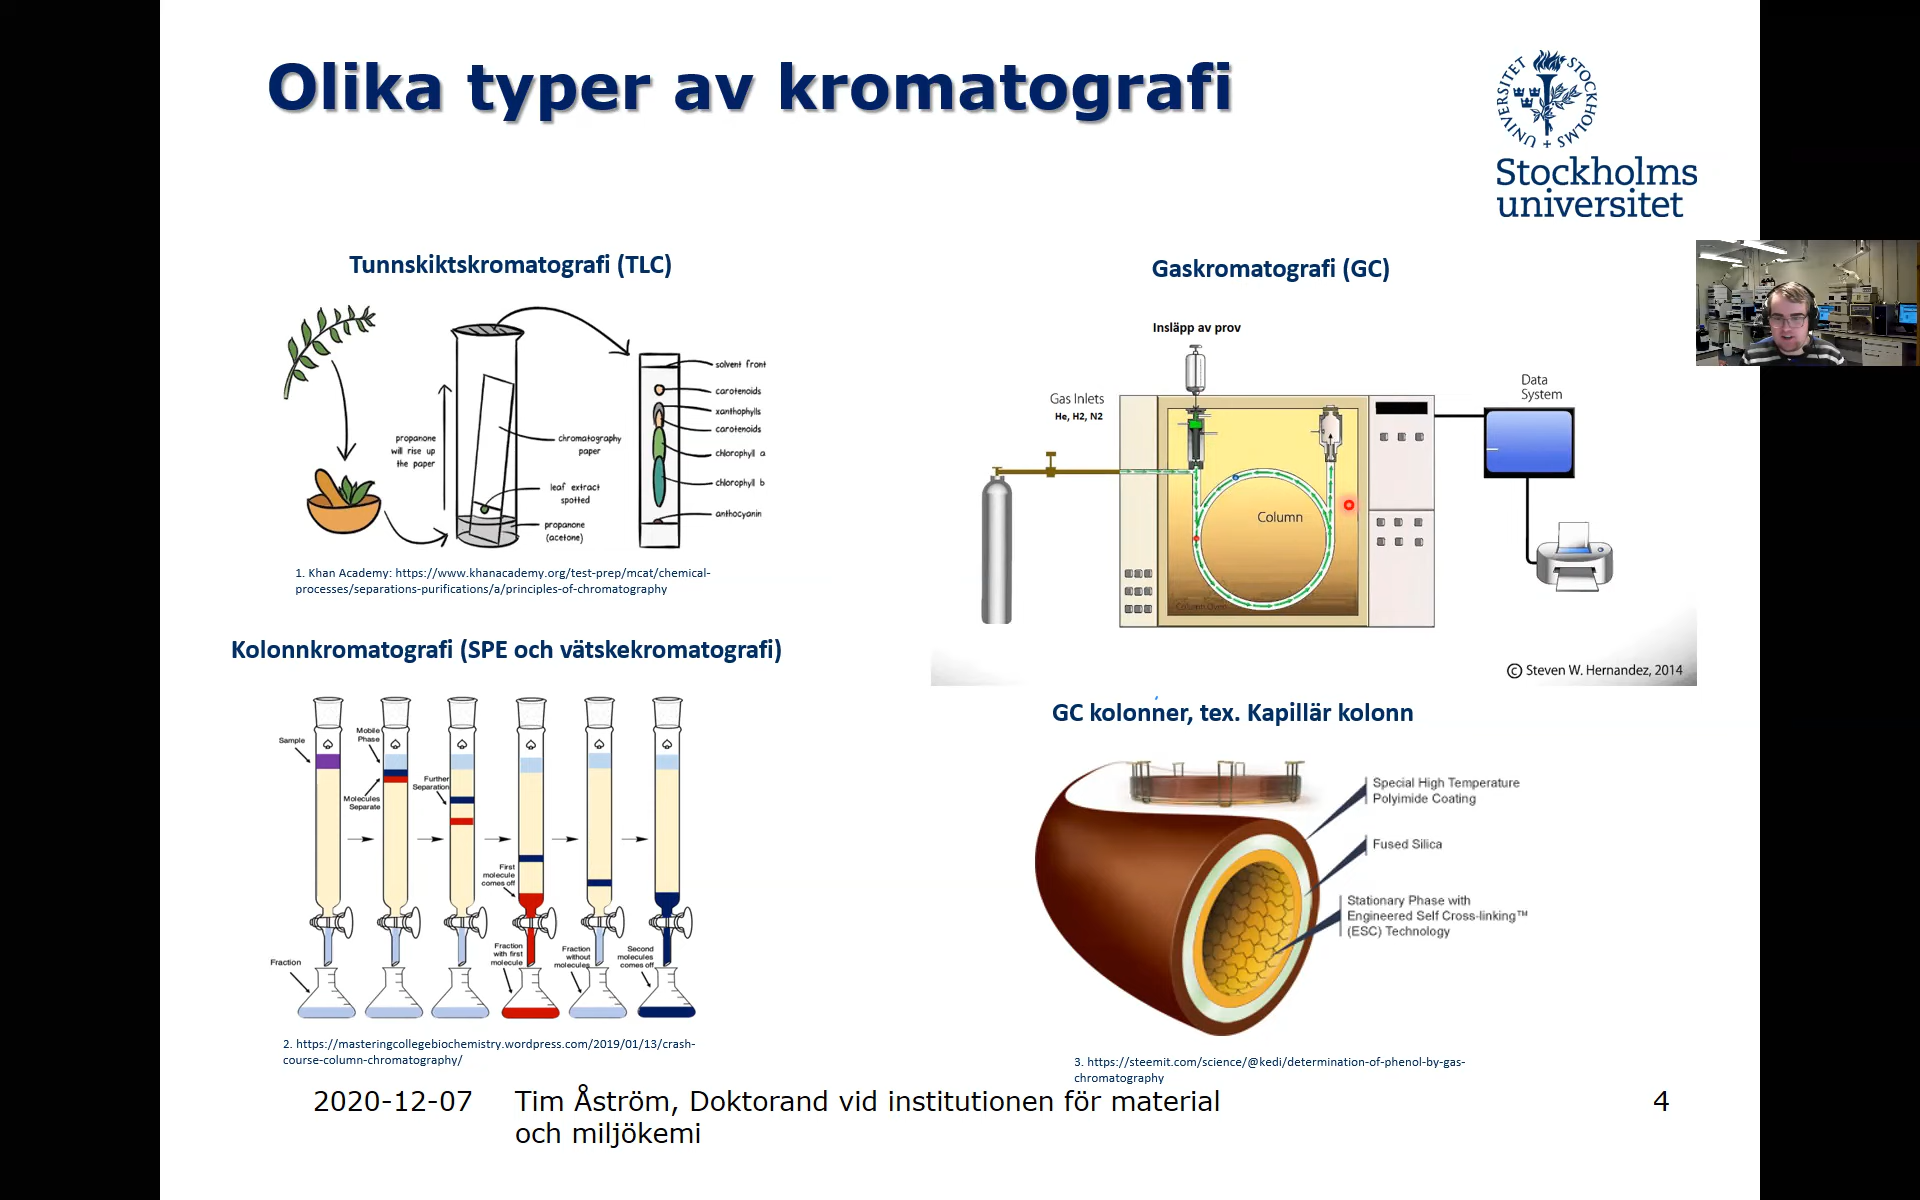 Olika typer av kromatografi
STOCKHOLMS UNIVERSITET
Stockholms
universitet
Tunnskiktskromatografi (TLC)
propanone
will rise up
the paper
chromatography
paper
leaf extract
spotted
propanone
(acetone)
solvent front
carotenoids
xanthophylls
carotenoids
chlorophyll a
chlorophyll b
anthocyanin
1. Khan Academy: https://www.khanacademy.org/test-prep/mcat/chemical-
processes/separations-purifications/a/principles-of-chromatography
Kolonnkromatografi (SPE och vätskekromatografi)
Sample
Mobile
Phase
Molecules
Separate
Further
Separation
First
molecule
comes off
Fraction
Fraction
with first
molecule
Fraction
without
molecules
Second
molecules
comes off
2. https://masteringcollegebiochemistry.wordpress.com/2019/01/13/crash-
course-column-chromatography/
Gaskromatografi (GC)
Insläpp av prov
Gas Inlets
He, H2, N2
Column
Column Oven
Data
System
© Steven W. Hernandez, 2014
GC kolonner, tex. Kapillär kolonn
Special High Temperature
Polyimide Coating
Fused Silica
Stationary Phase with
Engineered Self Cross-linking™
(ESC) Technology
3. https://steemit.com/science/@kedi/determination-of-phenol-by-gas-
chromatography
2020-12-07
Tim Åström, Doktorand vid institutionen för material
och miljökemi
4